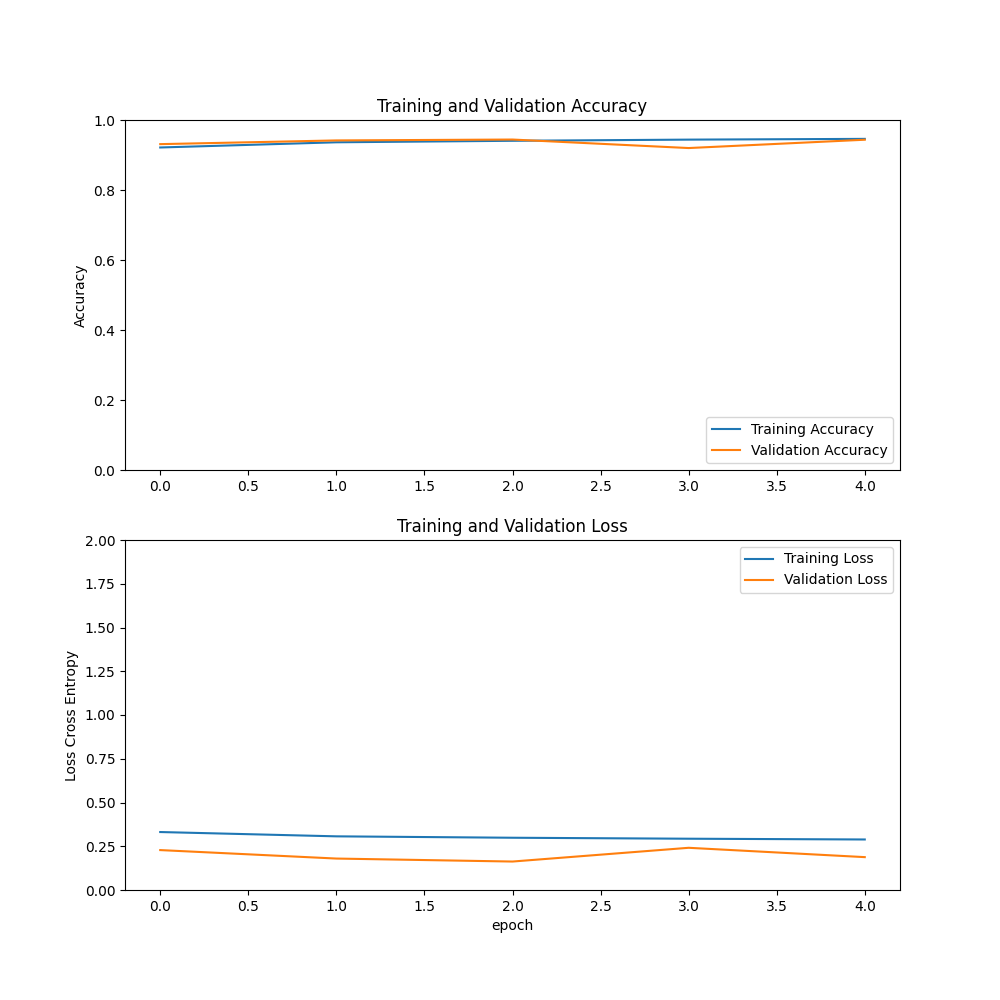 Training and Validation Accuracy
1.0
0.8
0.6
0.4
0.2
0.0
Accuracy
Training Accuracy
Validation Accuracy
0.0 0.5 1.0 1.5 2.0 2.5 3.0 3.5 4.0
Training and Validation Loss
2.00
1.75
1.50
1.25
1.00
0.75
0.50
0.25
0.00
Loss Cross Entropy
Training Loss
Validation Loss
0.0 0.5 1.0 1.5 2.0 2.5 3.0 3.5 4.0
epoch